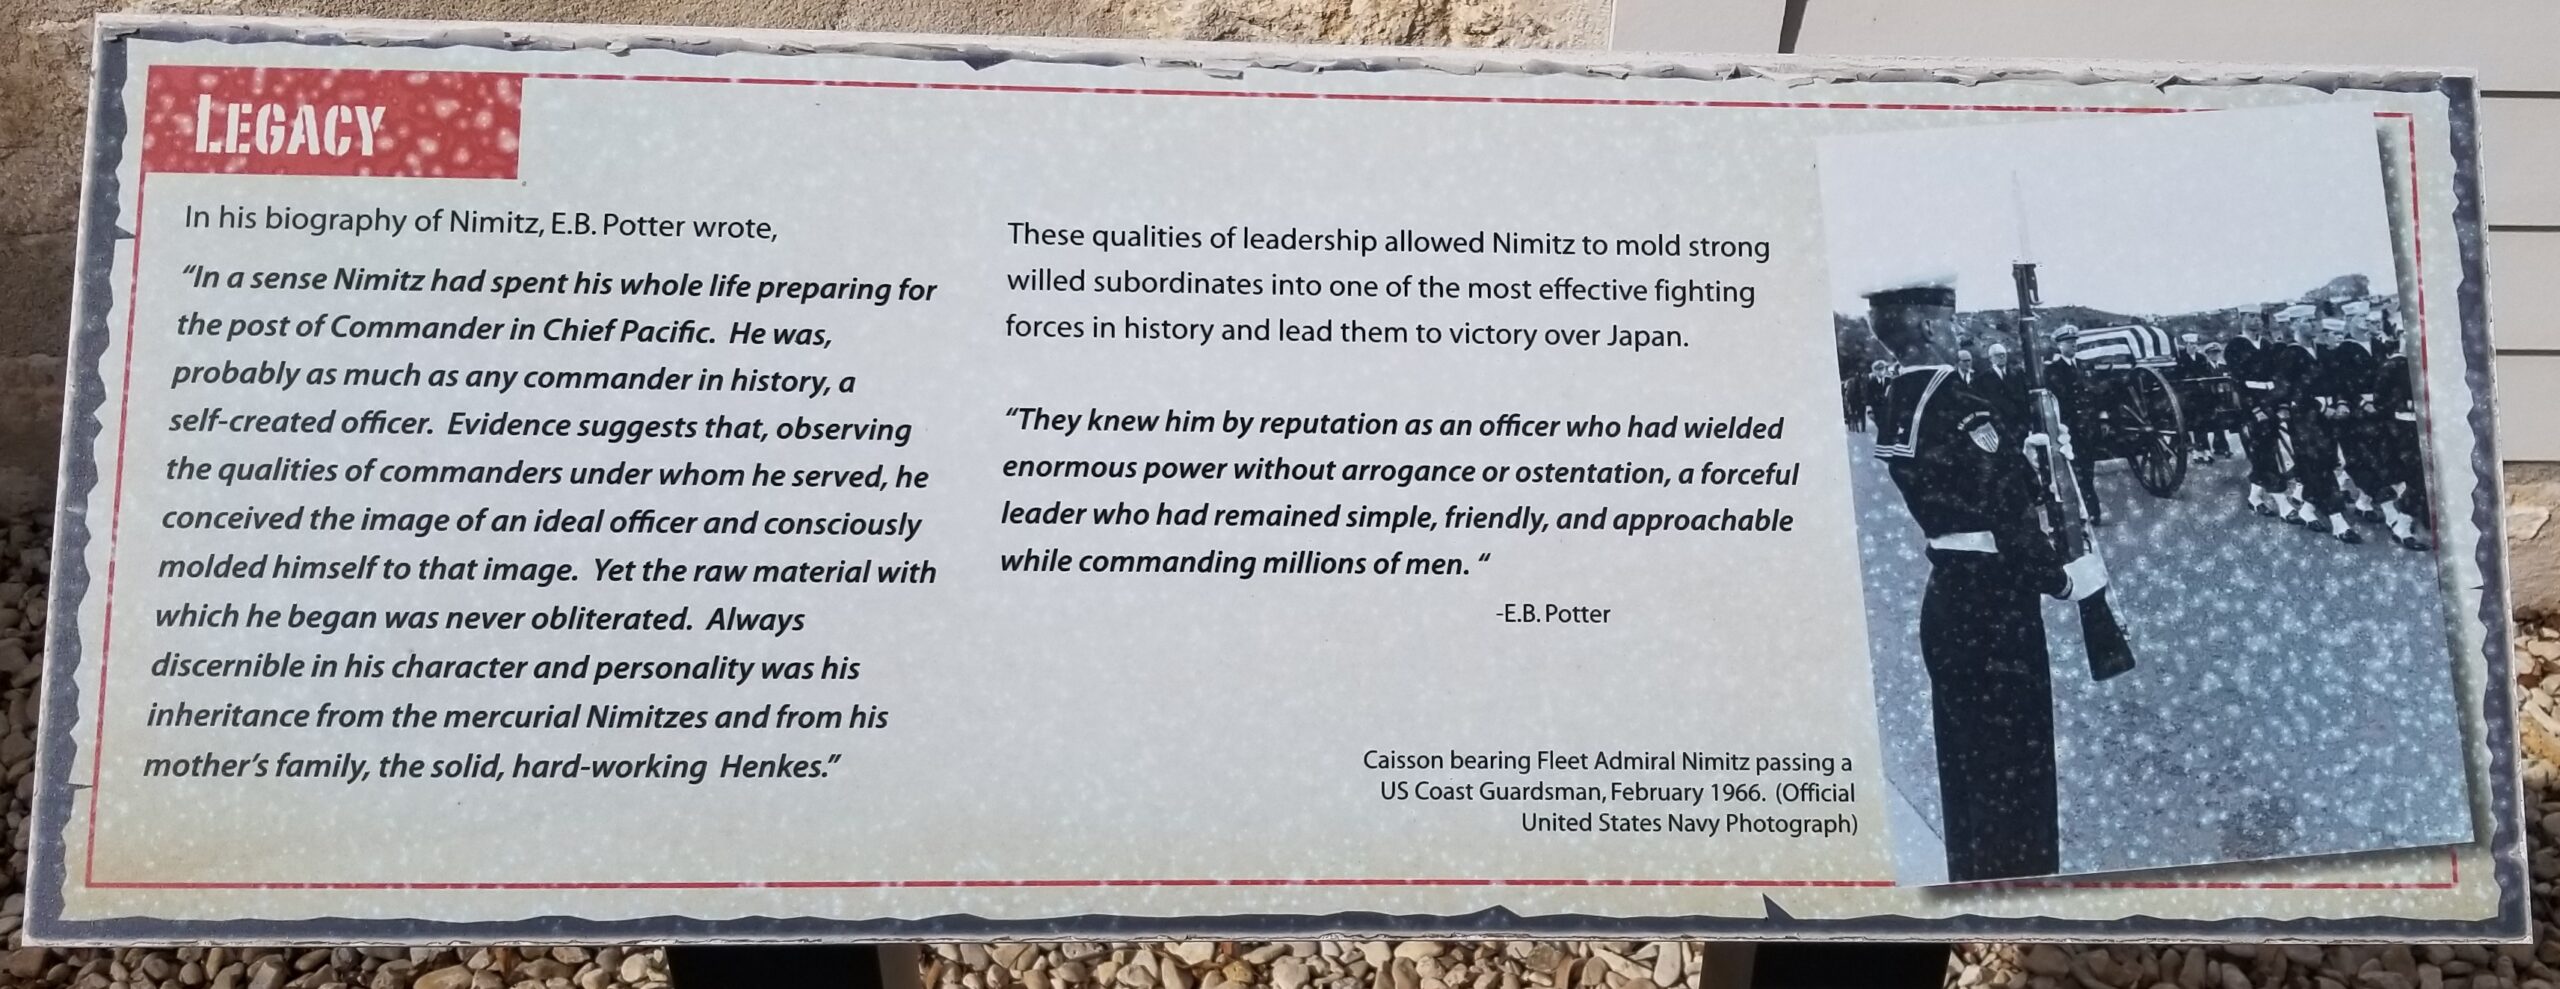 LEGACY
In his biography of Nimitz, E.B. Potter wrote,
“In a sense Nimitz had spent his whole life preparing for
the post of Commander in Chief Pacific.  He was,
probably as much as any commander in history, a
self-created officer.  Evidence suggests that, observing
the qualities of commanders under whom he served, he
conceived the image of an ideal officer and consciously
molded himself to that image.  Yet the raw material with
which he began was never obliterated.  Always
discernible in his character and personality was his
inheritance from the mercurial Nimitzes and from his
mother’s family, the solid, hard-working  Henkes.”
These qualities of leadership allowed Nimitz to mold strong
willed subordinates into one of the most effective fighting
forces in history and lead them to victory over Japan.
“They knew him by reputation as an officer who had wielded
enormous power without arrogance or ostentation, a forceful
leader who had remained simple, friendly, and approachable
while commanding millions of men. “
-E.B. Potter
Caisson bearing Fleet Admiral Nimitz passing a
US Coast Guardsman, February 1966.  (Official
United States Navy Photograph)